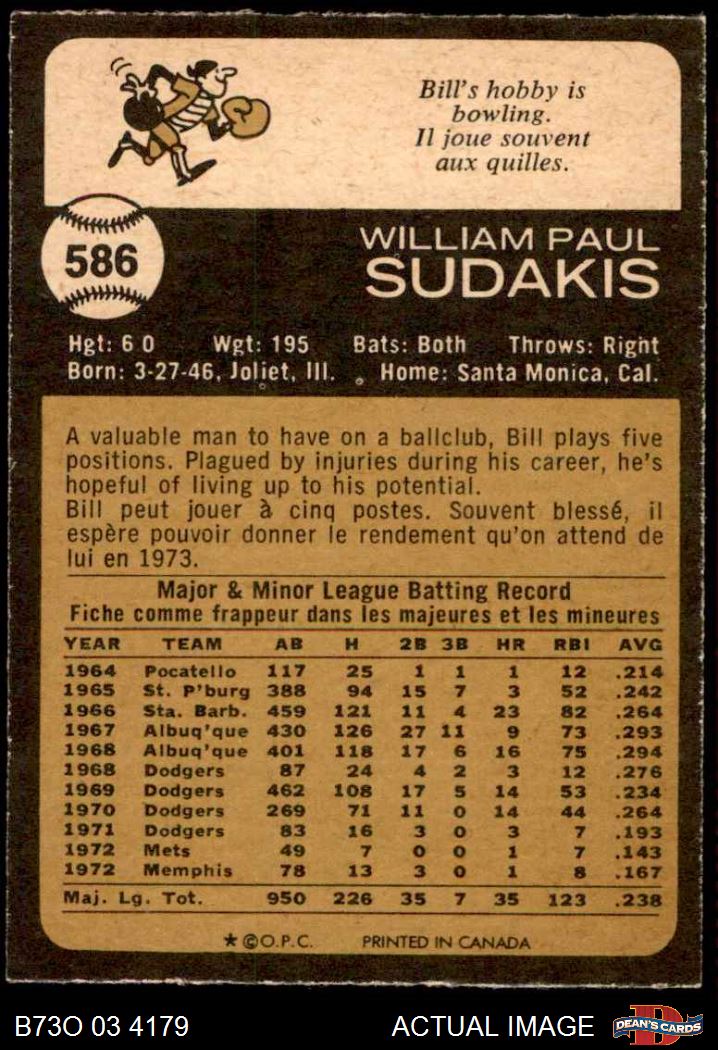 Bill's hobby is
bowling.
Il joue souvent
aux quilles.
586
WILLIAM PAUL
SUDAKIS
Hgt: 6 0 Wgt: 195 Bats: Both Throws: Right
Born: 3-27-46, Joliet, Ill. Home: Santa Monica, Cal.
A valuable man to have on a ballclub, Bill plays five
positions. Plagued by injuries during his career, he's
hopeful of living up to his potential.
Bill peut jouer à cinq postes. Souvent blessé, il
espère pouvoir donner le rendement qu'on attend de
lui en 1973.
Major & Minor League Batting Record
Fiche comme frappeur dans les majeures et les mineures
YEAR TEAM AB H 2B 3B HR RBI AVG
1964 Pocatello 117 25 1 1 1 12 .214
1965 St. P'burg 388 94 15 7 3 52 .242
1966 Sta. Barb. 459 121 11 4 23 82 .264
1967 Albuq'que 430 126 27 11 9 73 .293
1968 Albuq'que 401 118 17 6 16 75 .294
1968 Dodgers 87 24 4 2 3 12 .276
1969 Dodgers 462 108 17 5 14 53 .234
1970 Dodgers 269 71 11 0 14 44 .264
1971 Dodgers 83 16 3 0 3 7 .193
1972 Mets 49 7 0 0 1 7 .143
1972 Memphis 78 13 3 0 1 8 .167
Maj. Lg. Tot. 950 226 35 7 35 123 .238
★ ©O.P.C. PRINTED IN CANADA
B73O 03 4179 ACTUAL IMAGE D DEAN'S CARDS